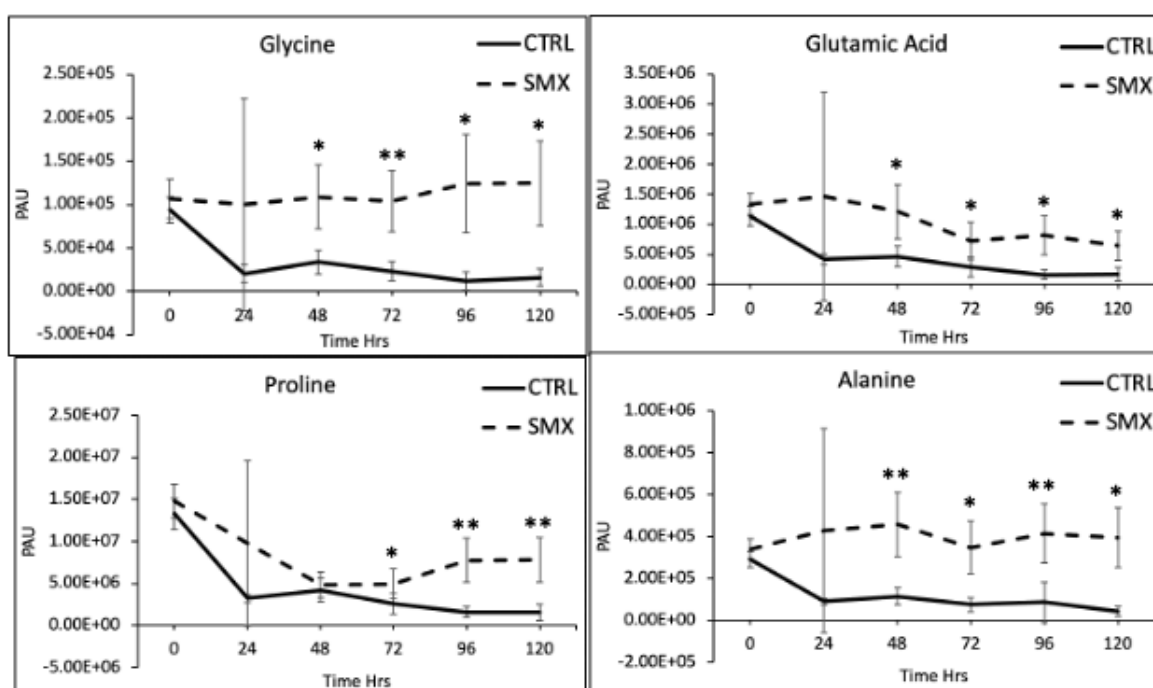 Glycine
CTRL
SMX
2.50E+05
2.00E+05
1.50E+05
1.00E+05
5.00E+04
0.00E+00
-5.00E+04
PAU
* ** * *
0 24 48 72 96 120
Time Hrs
Glutamic Acid
CTRL
SMX
3.50E+06
3.00E+06
2.50E+06
2.00E+06
1.50E+06
1.00E+06
5.00E+05
0.00E+00
-5.00E+05
PAU
* * * *
0 24 48 72 96 120
Time Hrs
Proline
CTRL
SMX
2.50E+07
2.00E+07
1.50E+07
1.00E+07
5.00E+06
0.00E+00
-5.00E+06
PAU
* ** **
0 24 48 72 96 120
Time Hrs
Alanine
CTRL
SMX
1.00E+06
8.00E+05
6.00E+05
4.00E+05
2.00E+05
0.00E+00
-2.00E+05
PAU
** * ** *
0 24 48 72 96 120
Time Hrs